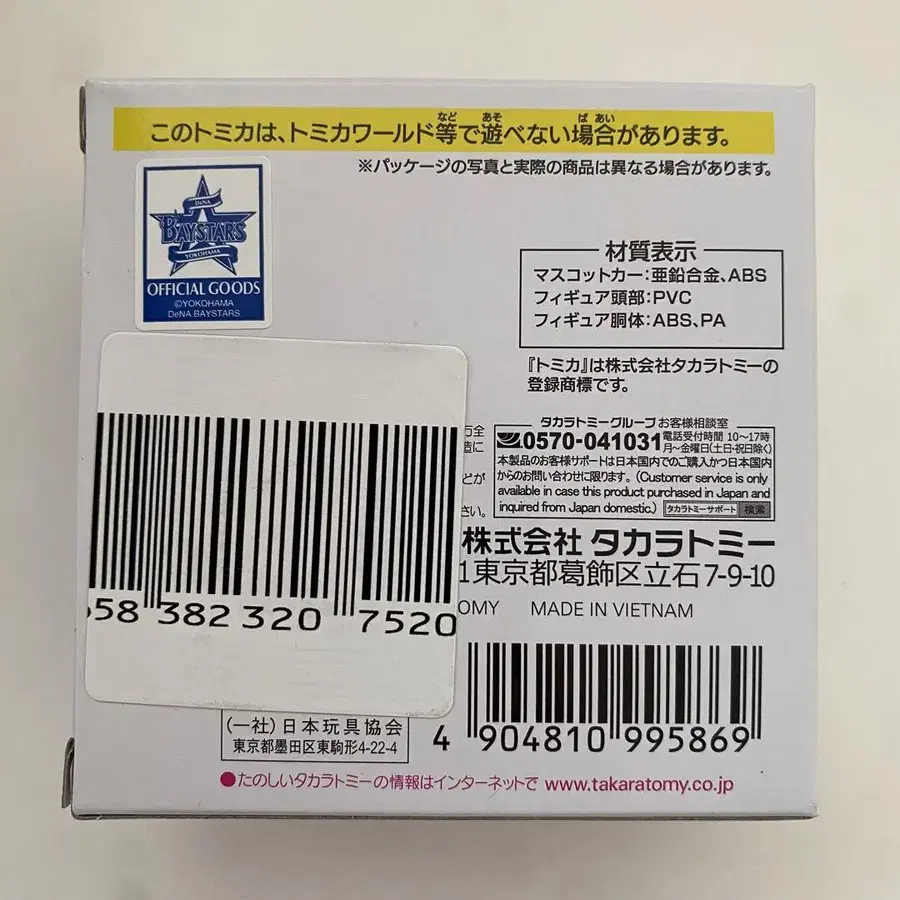 このトミカは、トミカワールド等で遊べない場合があります。
※パッケージの写真と実際の商品は異なる場合があります。
DeNA
BAYSTARS
YOKOHAMA
OFFICIAL GOODS
©YOKOHAMA
DeNA BAYSTARS
材質表示
マスコットカー:亜鉛合金、ABS
フィギュア頭部:PVC
フィギュア胴体:ABS、PA
『トミカ』は株式会社タカラトミーの
登録商標です。
タカラトミーグループお客様相談室
0570-041031 電話受付時間 10〜17時
月〜金曜日(土日・祝日除く)
本製品のお客様サポートは日本国内でのご購入かつ日本国内
からのお問い合わせに限ります。(Customer service is only
available in case this product purchased in Japan and
inquired from Japan domestic.) タカラトミーサポート 検索
万全
造に
どが
さい。
株式会社 タカラトミー
1東京都葛飾区立石7-9-10
OMY MADE IN VIETNAM
58 382 320 7520
(一社)日本玩具協会
東京都墨田区東駒形4-22-4
4 904810 995869
●たのしいタカラトミーの情報はインターネットで www.takaratomy.co.jp